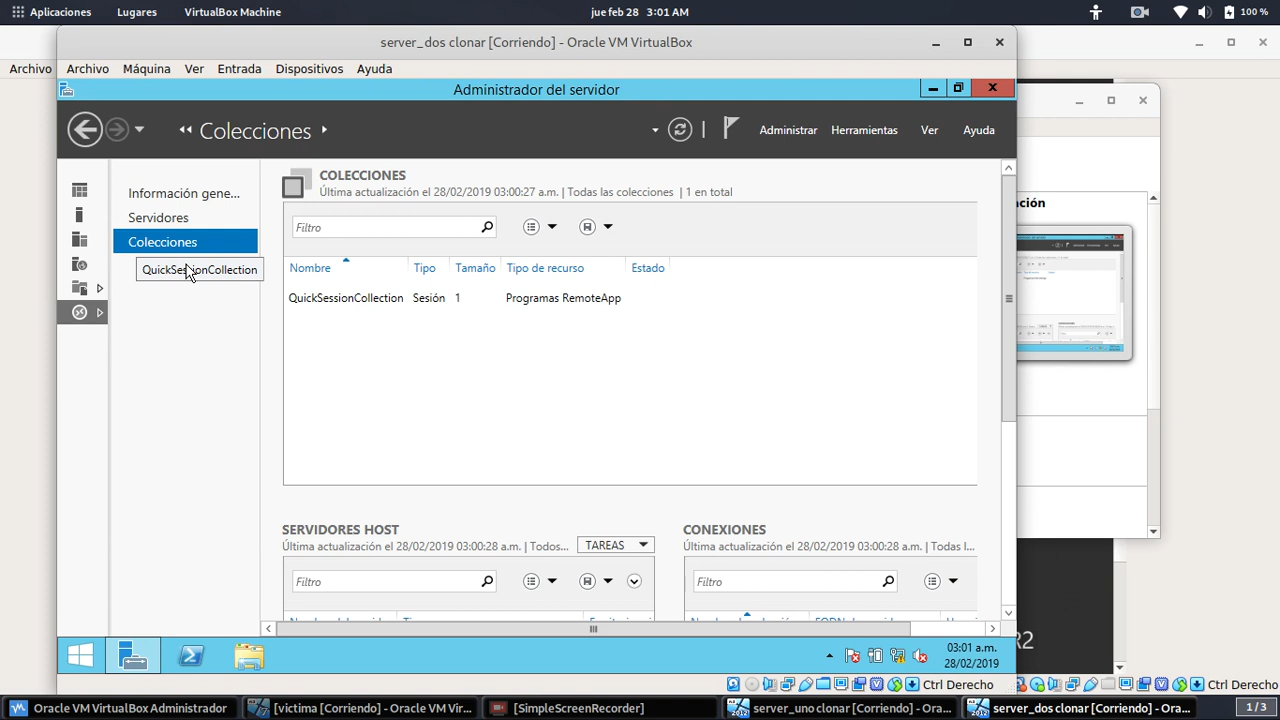 Aplicaciones Lugares VirtualBox Machine jue feb 28 3:01 AM 100 %
server_dos clonar [Corriendo] - Oracle VM VirtualBox
Archivo Archivo Máquina Ver Entrada Dispositivos Ayuda
Administrador del servidor
Colecciones Administrar Herramientas Ver Ayuda
Información gene...
Servidores
Colecciones
QuickSessionCollection
COLECCIONES
Última actualización el 28/02/2019 03:00:27 a.m. | Todas las colecciones | 1 en total
Filtro
Nombre Tipo Tamaño Tipo de recurso Estado
QuickSessionCollection Sesión 1 Programas RemoteApp
SERVIDORES HOST
Última actualización el 28/02/2019 03:00:28 a.m. | Todos... TAREAS
Filtro
CONEXIONES
Última actualización el 28/02/2019 03:00:28 a.m. | Todas l...
Filtro
ación
R2
03:01 a.m.
28/02/2019
Ctrl Derecho Ctrl Derecho
Oracle VM VirtualBox Administrador [victima [Corriendo] - Oracle VM Vir... [SimpleScreenRecorder] server_uno clonar [Corriendo] - Ora... server_dos clonar [Corriendo] - Ora... 1/3